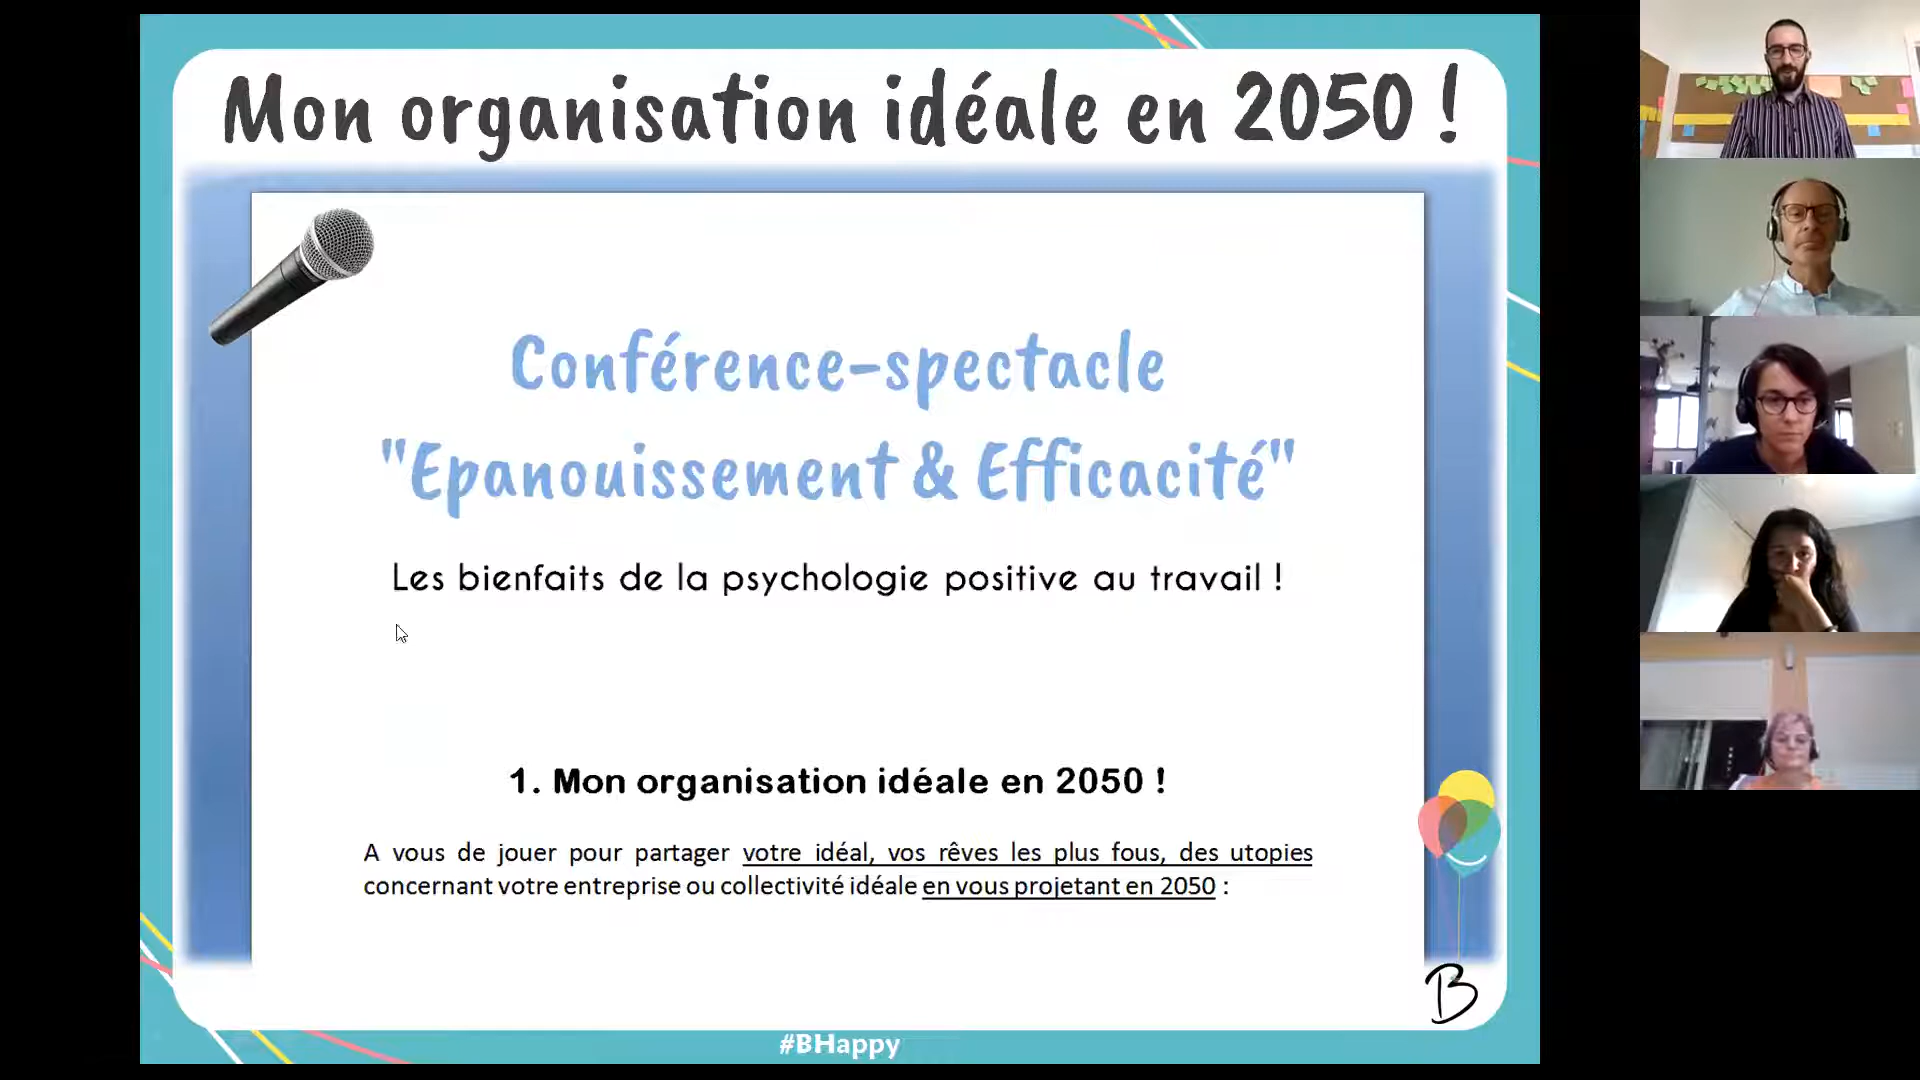 Mon organisation idéale en 2050 !
Conférence-spectacle
"Epanouissement & Efficacité"
Les bienfaits de la psychologie positive au travail !
1. Mon organisation idéale en 2050 !
A vous de jouer pour partager votre idéal, vos rêves les plus fous, des utopies
concernant votre entreprise ou collectivité idéale en vous projetant en 2050 :
B
#BHappy